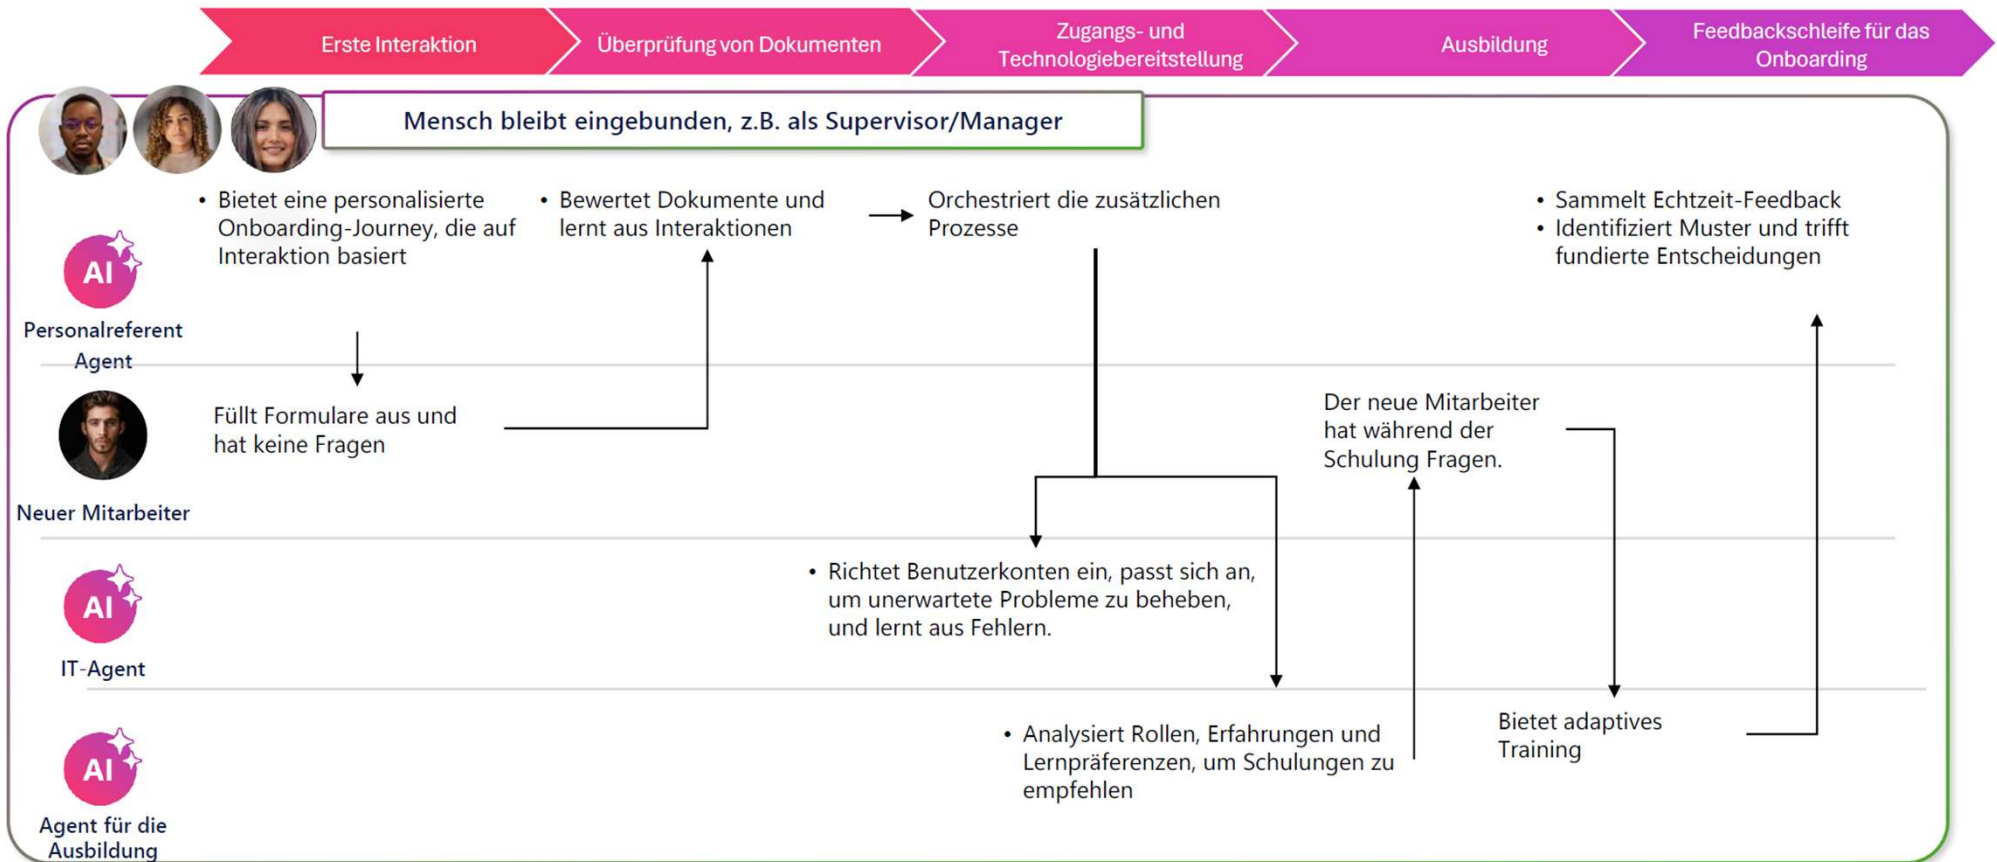 Erste Interaktion
Überprüfung von Dokumenten
Zugangs- und
Technologiebereitstellung
Ausbildung
Feedbackschleife für das
Onboarding
Mensch bleibt eingebunden, z.B. als Supervisor/Manager
• Bietet eine personalisierte
Onboarding-Journey, die auf
Interaktion basiert
• Bewertet Dokumente und
lernt aus Interaktionen
Orchestriert die zusätzlichen
Prozesse
• Sammelt Echtzeit-Feedback
• Identifiziert Muster und trifft
fundierte Entscheidungen
AI
Personalreferent
Agent
Füllt Formulare aus und
hat keine Fragen
Der neue Mitarbeiter
hat während der
Schulung Fragen.
Neuer Mitarbeiter
• Richtet Benutzerkonten ein, passt sich an,
um unerwartete Probleme zu beheben,
und lernt aus Fehlern.
AI
IT-Agent
• Analysiert Rollen, Erfahrungen und
Lernpräferenzen, um Schulungen zu
empfehlen
Bietet adaptives
Training
AI
Agent für die
Ausbildung